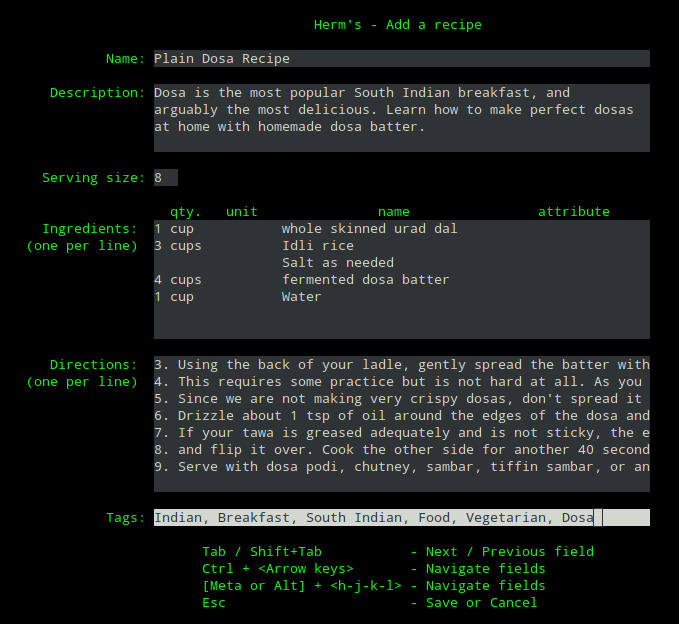 Herm's - Add a recipe
Name: Plain Dosa Recipe
Description: Dosa is the most popular South Indian breakfast, and
arguably the most delicious. Learn how to make perfect dosas
at home with homemade dosa batter.
Serving size: 8
qty. unit name attribute
Ingredients: 1 cup whole skinned urad dal
(one per line) 3 cups Idli rice
Salt as needed
4 cups fermented dosa batter
1 cup Water
Directions: 3. Using the back of your ladle, gently spread the batter with
(one per line) 4. This requires some practice but is not hard at all. As you
5. Since we are not making very crispy dosas, don't spread it
6. Drizzle about 1 tsp of oil around the edges of the dosa and
7. If your tawa is greased adequately and is not sticky, the e
8. and flip it over. Cook the other side for another 40 second
9. Serve with dosa podi, chutney, sambar, tiffin sambar, or an
Tags: Indian, Breakfast, South Indian, Food, Vegetarian, Dosa
Tab / Shift+Tab - Next / Previous field
Ctrl + <Arrow keys> - Navigate fields
[Meta or Alt] + <h-j-k-l> - Navigate fields
Esc - Save or Cancel